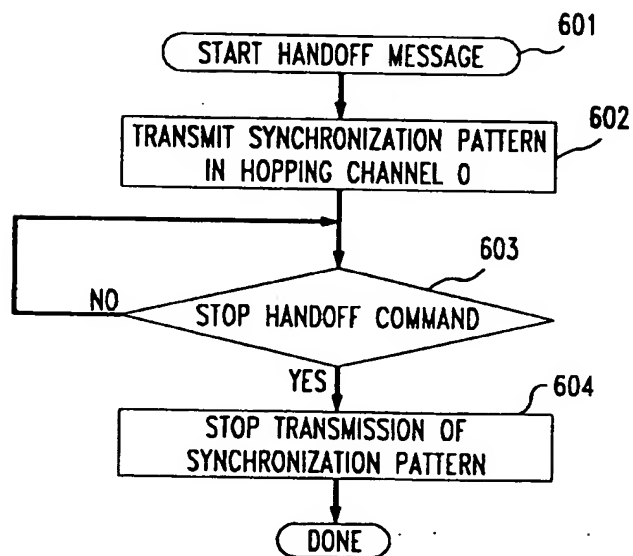 START HANDOFF MESSAGE
601
TRANSMIT SYNCHRONIZATION PATTERN
IN HOPPING CHANNEL 0
602
603
STOP HANDOFF COMMAND
NO
YES
604
STOP TRANSMISSION OF
SYNCHRONIZATION PATTERN
DONE